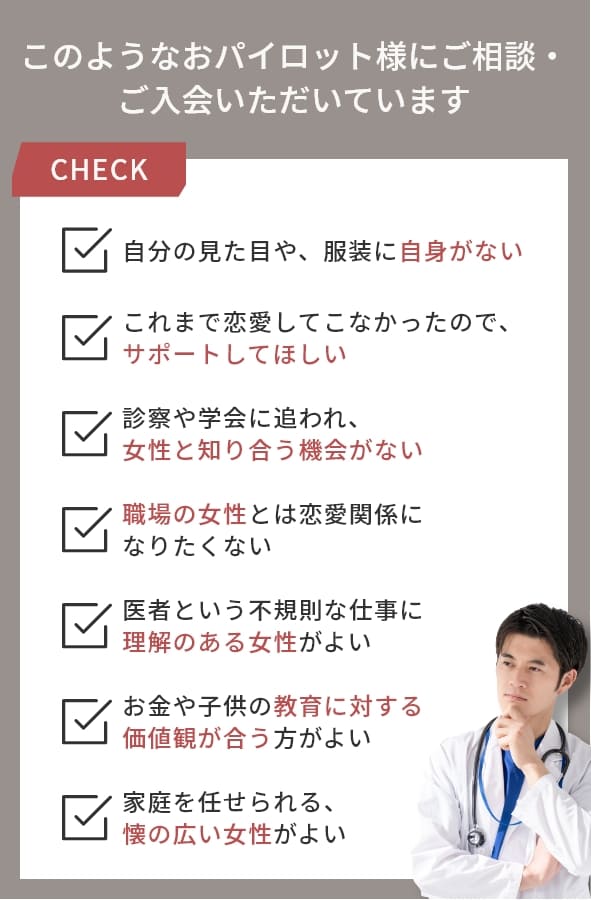 このようなおパイロット様にご相談・
ご入会いただいています
CHECK
自分の見た目や、服装に自身がない
これまで恋愛してこなかったので、
サポートしてほしい
診察や学会に追われ、
女性と知り合う機会がない
職場の女性とは恋愛関係に
なりたくない
医者という不規則な仕事に
理解のある女性がよい
お金や子供の教育に対する
価値観が合う方がよい
家庭を任せられる、
懐の広い女性がよい